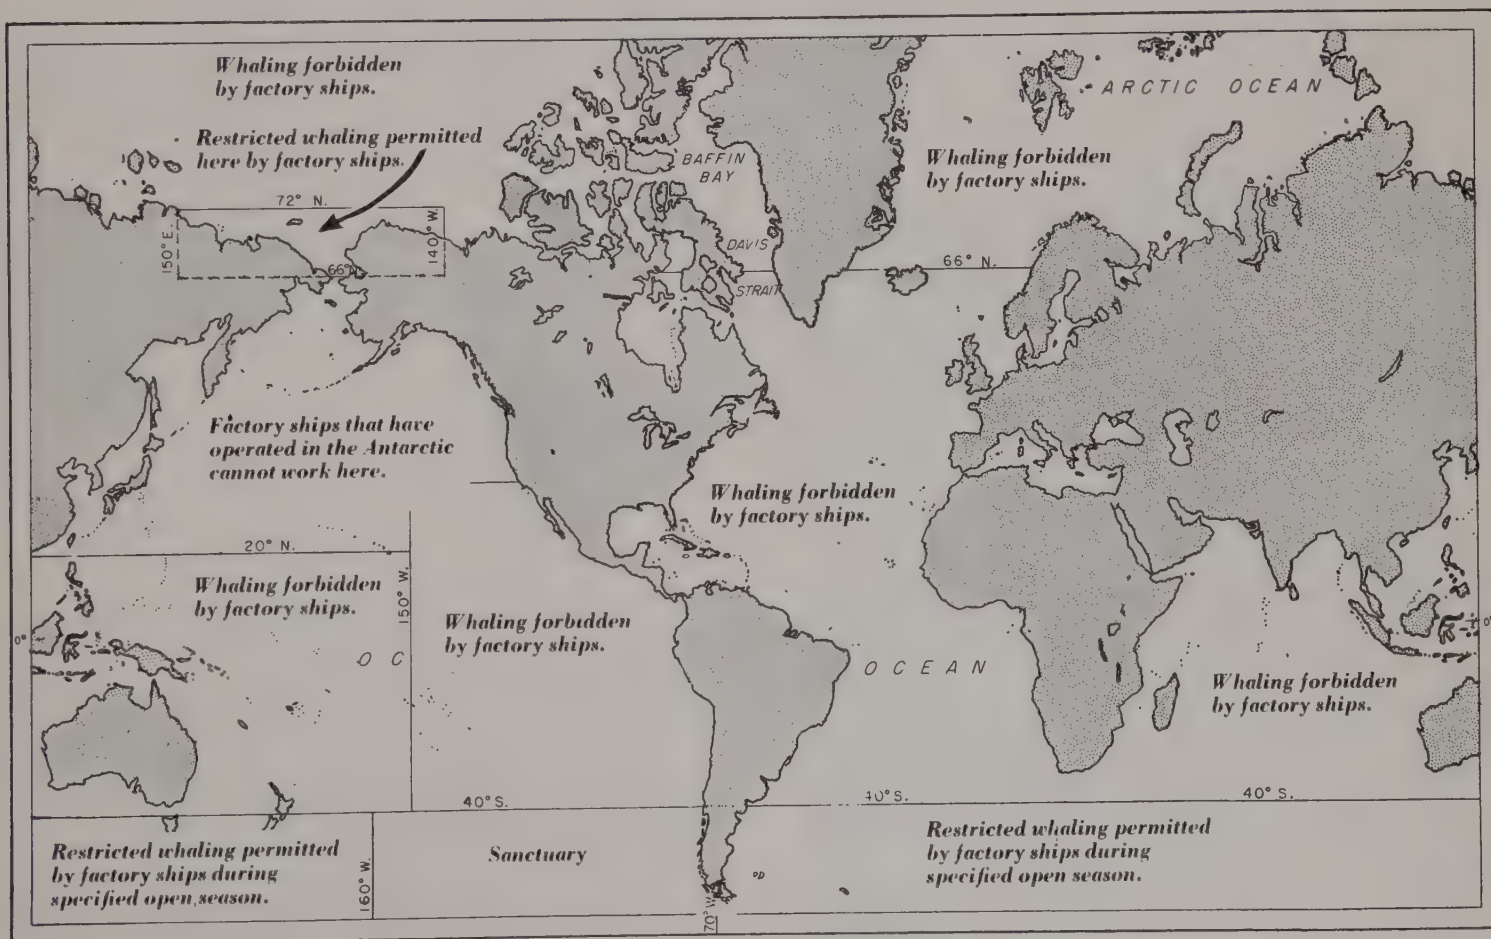 Whaling forbidden
by factory ships.
Restricted whaling permitted
here by factory ships.
72° N.
150° E.
140° W.
66°
ARCTIC OCEAN
BAFFIN
BAY
Whaling forbidden
by factory ships.
DAVIS
STRAIT
66° N.
Factory ships that have
operated in the Antarctic
cannot work here.
Whaling forbidden
by factory ships.
20° N.
150° W.
Whaling forbidden
by factory ships.
Whaling forbidden
by factory ships.
0°
O C
OCEAN
0°
Whaling forbidden
by factory ships.
40° S.
40° S.
40° S.
Restricted whaling permitted
by factory ships during
specified open season.
160° W.
Sanctuary
70°
Restricted whaling permitted
by factory ships during
specified open season.